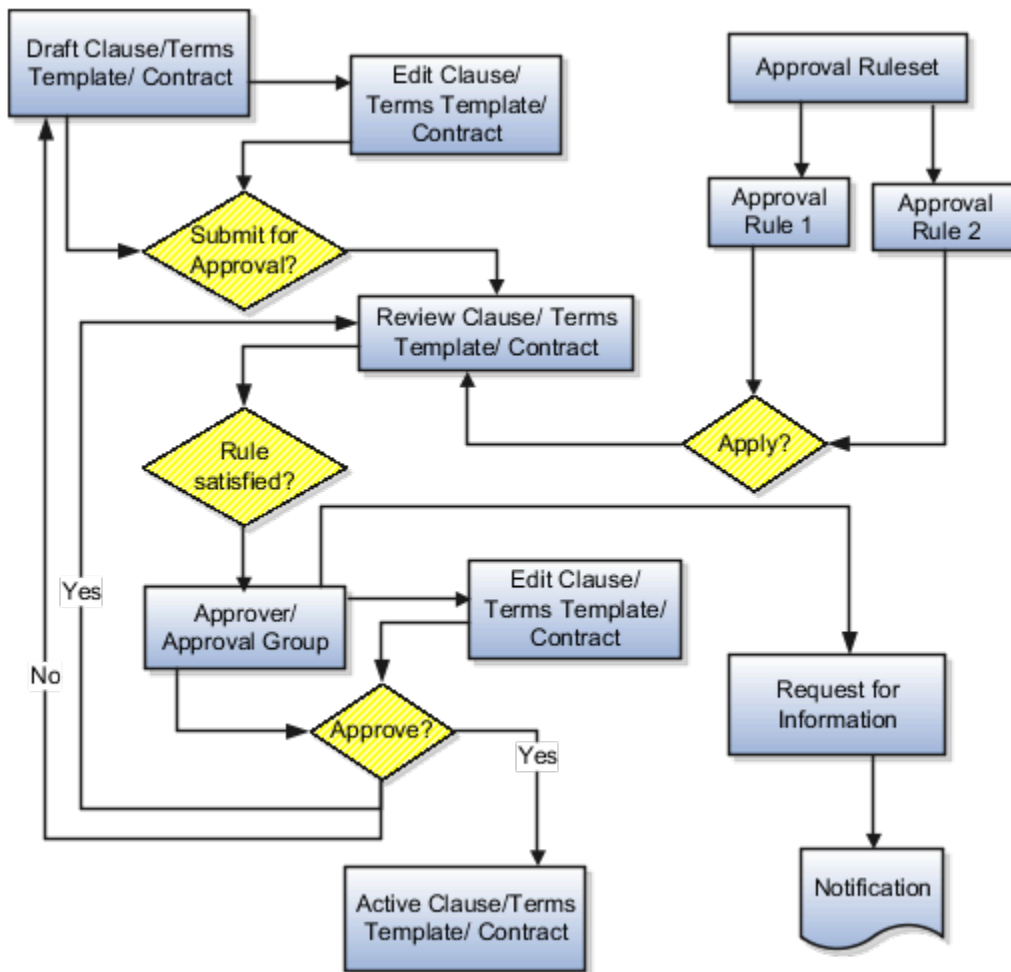 Draft Clause/Terms
Template/ Contract
Edit Clause/
Terms Template/
Contract
Approval Ruleset
Approval
Rule 1
Approval
Rule 2
Submit for
Approval?
Review Clause/ Terms
Template/ Contract
Apply?
Rule
satisfied?
Yes
No
Approver/
Approval Group
Edit Clause/
Terms Template/
Contract
Request for
Information
Approve?
Yes
Active Clause/Terms
Template/ Contract
Notification